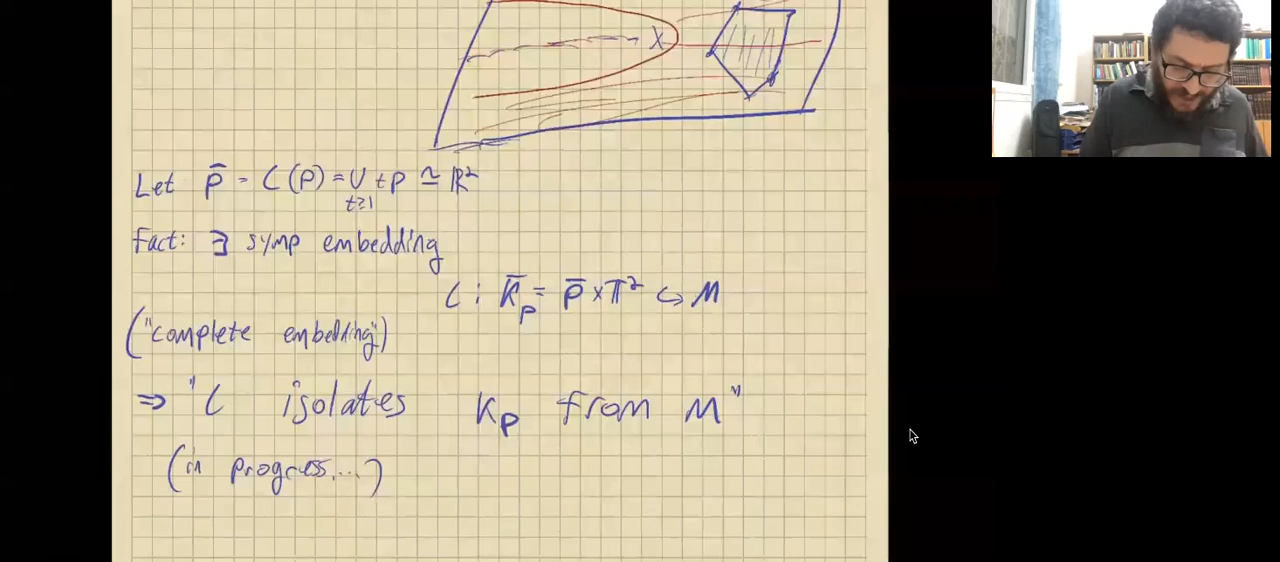 X
Let P̄ = C(P) = ∪ tP ≅ ℝ²
t≥1
Fact: ∃ symp embedding
ι : K̄_P = P̄ × 𝕋² ↪ M
("complete embedding")
⇒ "ι isolates K_P from M"
(in progress...)